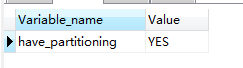 Variable_name Value
have_partitioning YES